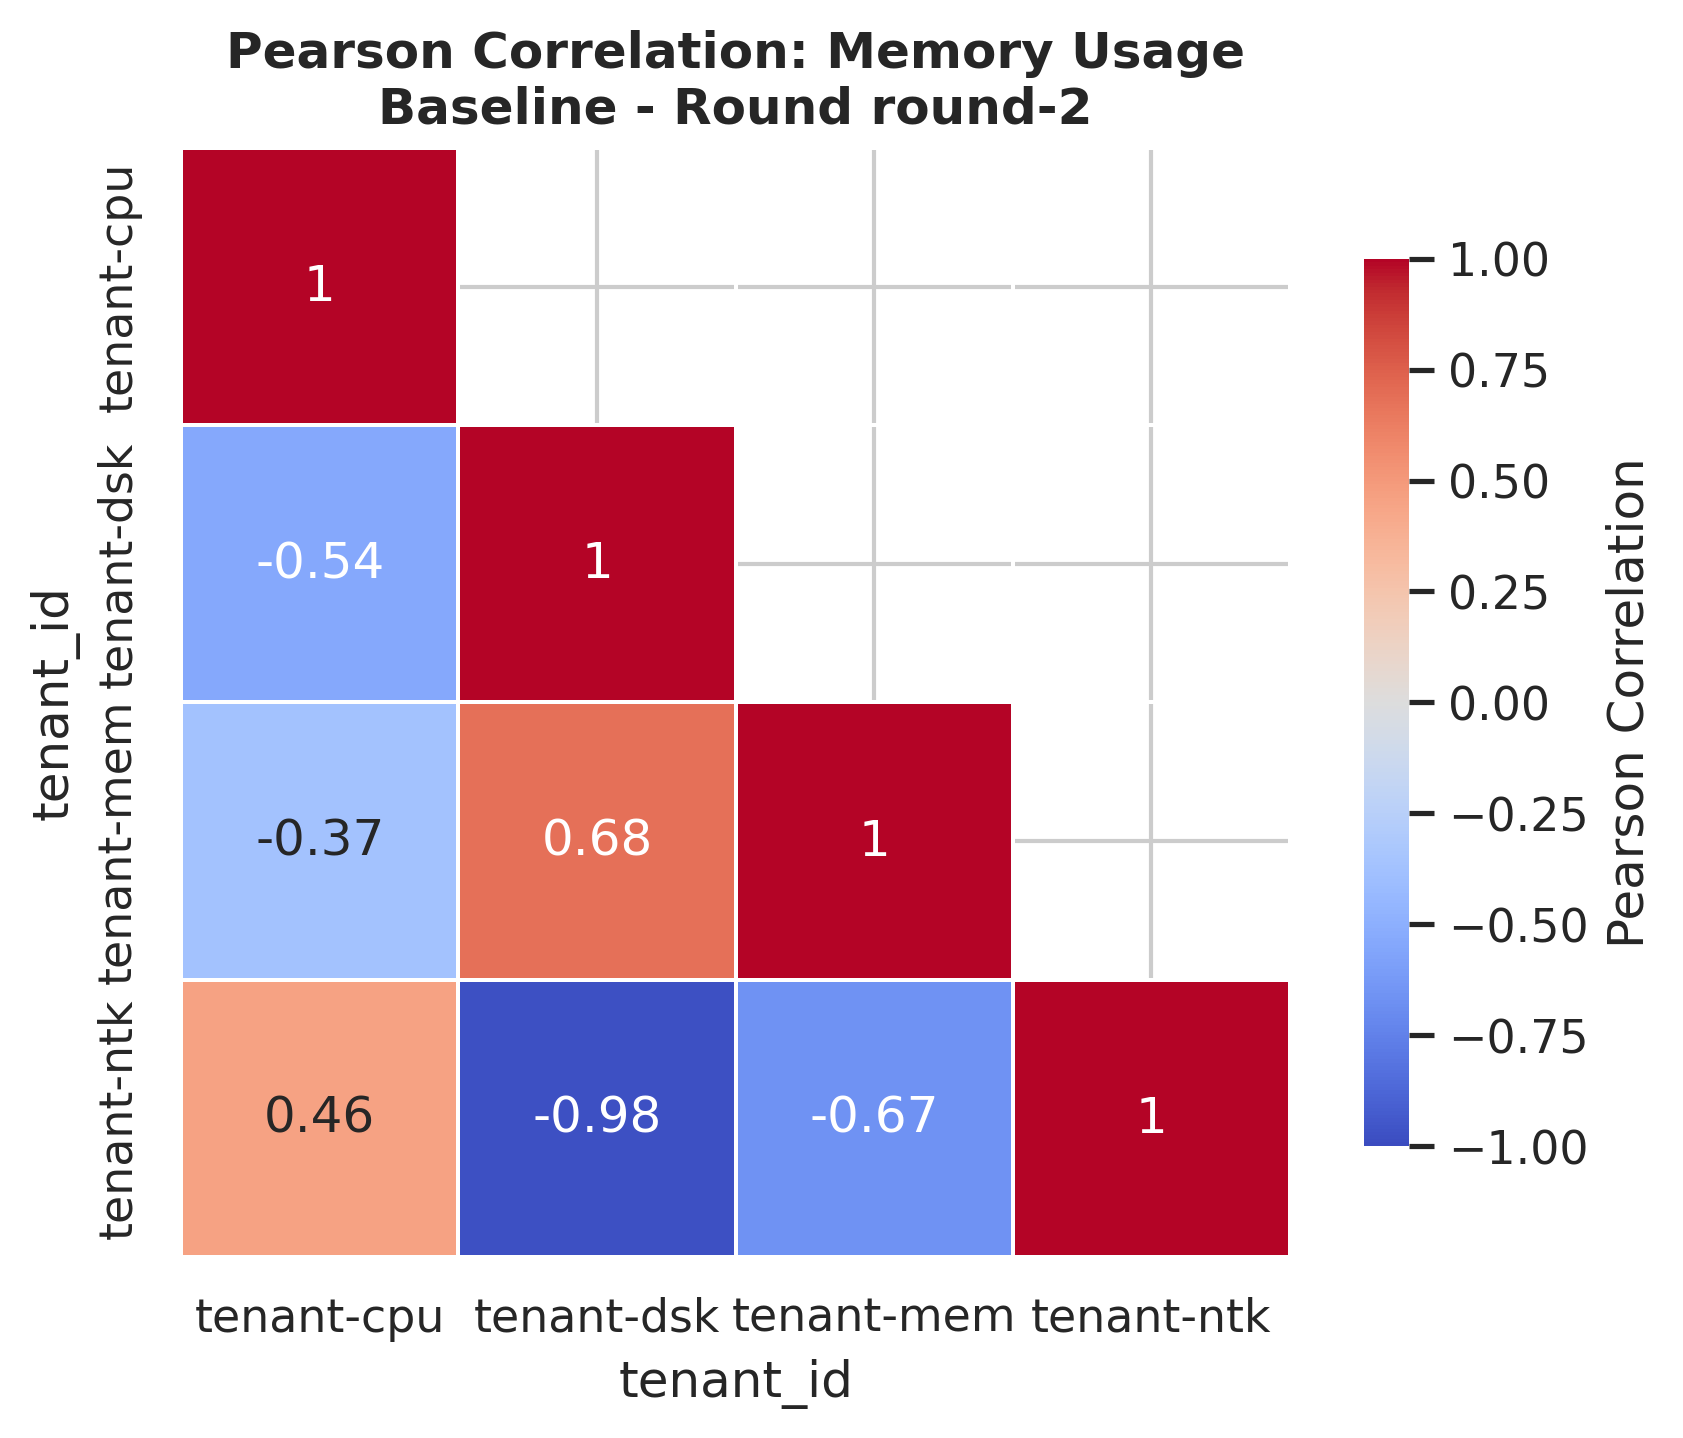 Pearson Correlation: Memory Usage
Baseline - Round round-2
tenant_id
tenant-cpu
tenant-dsk
tenant-mem
tenant-ntk
1
-0.54
1
-0.37
0.68
1
0.46
-0.98
-0.67
1
tenant-cpu
tenant-dsk
tenant-mem
tenant-ntk
tenant_id
1.00
0.75
0.50
0.25
0.00
−0.25
−0.50
−0.75
−1.00
Pearson Correlation